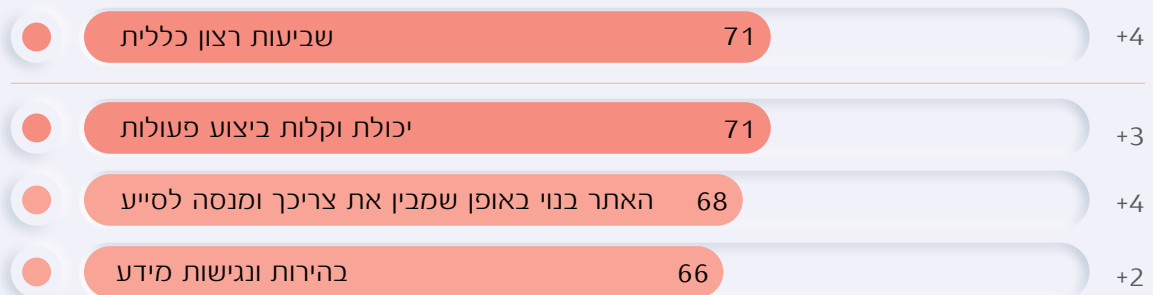 שביעות רצון כללית 71 +4
יכולת וקלות ביצוע פעולות 71 +3
האתר בנוי באופן שמבין את צריכך ומנסה לסייע 68 +4
בהירות ונגישות מידע 66 +2